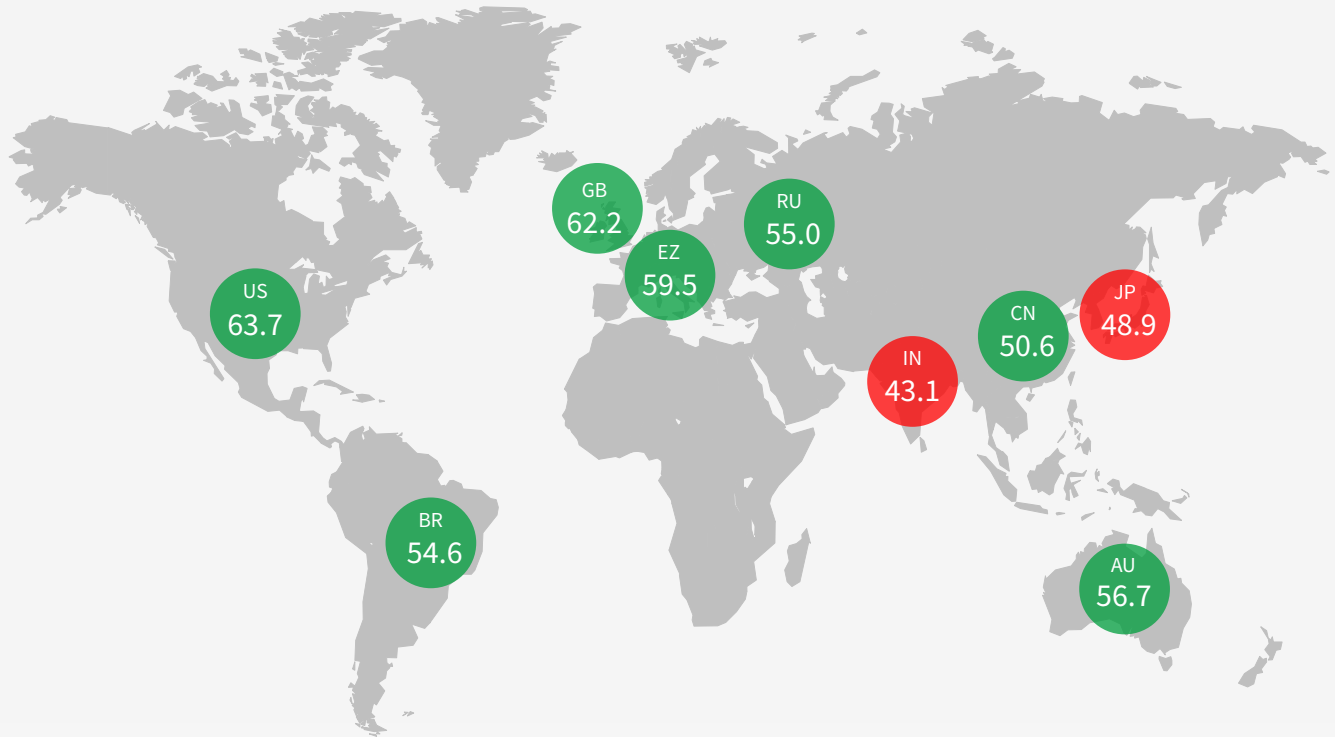 GB
62.2
RU
55.0
EZ
59.5
US
63.7
JP
48.9
CN
50.6
IN
43.1
BR
54.6
AU
56.7